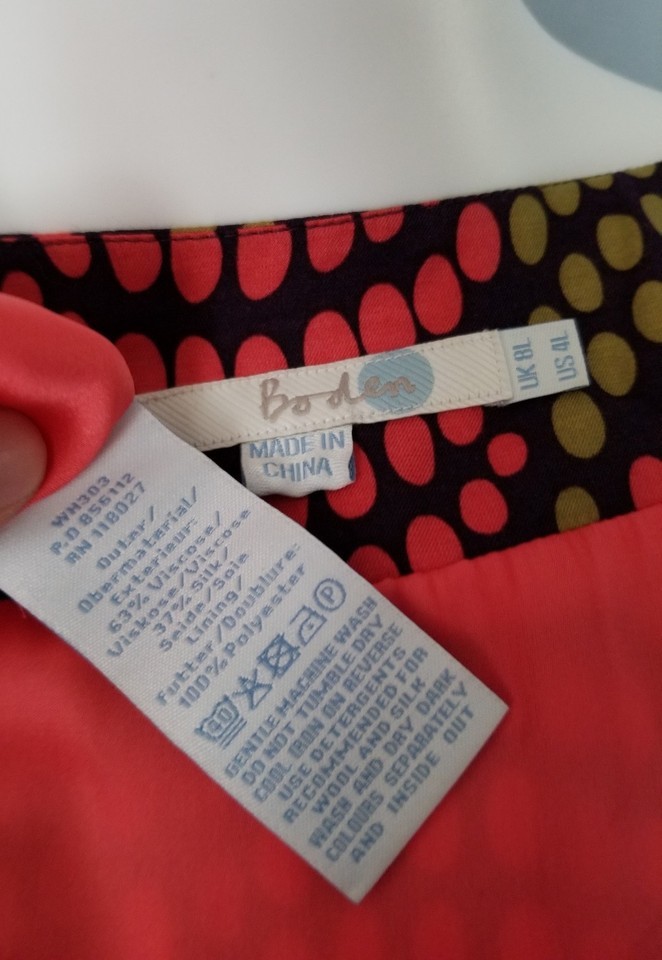 Boden
UK 8L
US 4L
MADE IN
CHINA
WH303
P.O 856112
RN 118027
Outer/
Obermaterial/
Exterieur:
63% Viscose/
Viskose/Viscose
37% Silk/
Seide/Soie
Lining/
Futter/Doublure:
100% Polyester
P
GENTLE MACHINE WASH
DO NOT TUMBLE DRY
COOL IRON ON REVERSE
USE DETERGENTS
RECOMMENDED FOR
WOOL AND SILK
WASH AND DRY DARK
COLOURS SEPARATELY
AND INSIDE OUT